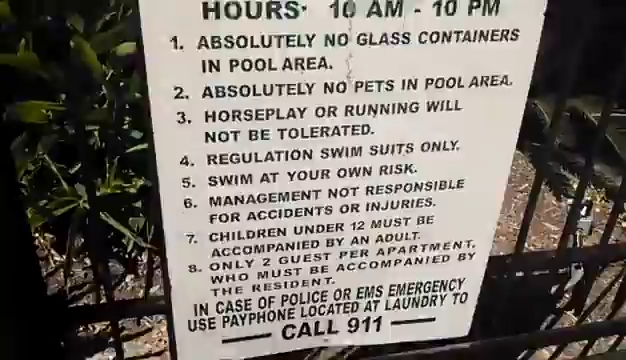 HOURS: 10 AM - 10 PM
1. ABSOLUTELY NO GLASS CONTAINERS
IN POOL AREA.
2. ABSOLUTELY NO PETS IN POOL AREA.
3. HORSEPLAY OR RUNNING WILL
NOT BE TOLERATED.
4. REGULATION SWIM SUITS ONLY.
5. SWIM AT YOUR OWN RISK.
6. MANAGEMENT NOT RESPONSIBLE
FOR ACCIDENTS OR INJURIES.
7. CHILDREN UNDER 12 MUST BE
ACCOMPANIED BY AN ADULT.
8. ONLY 2 GUEST PER APARTMENT,
WHO MUST BE ACCOMPANIED BY
THE RESIDENT.
IN CASE OF POLICE OR EMS EMERGENCY
USE PAYPHONE LOCATED AT LAUNDRY TO
— CALL 911 —